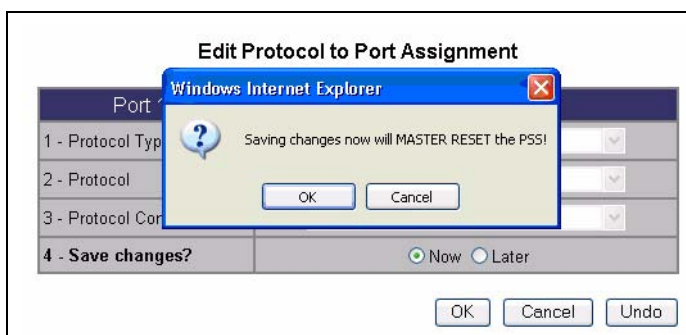 Edit Protocol to Port Assignment
Windows Internet Explorer
Port
1 - Protocol Typ
Saving changes now will MASTER RESET the PSS!
2 - Protocol
OK Cancel
3 - Protocol Con
4 - Save changes? Now Later
OK Cancel Undo